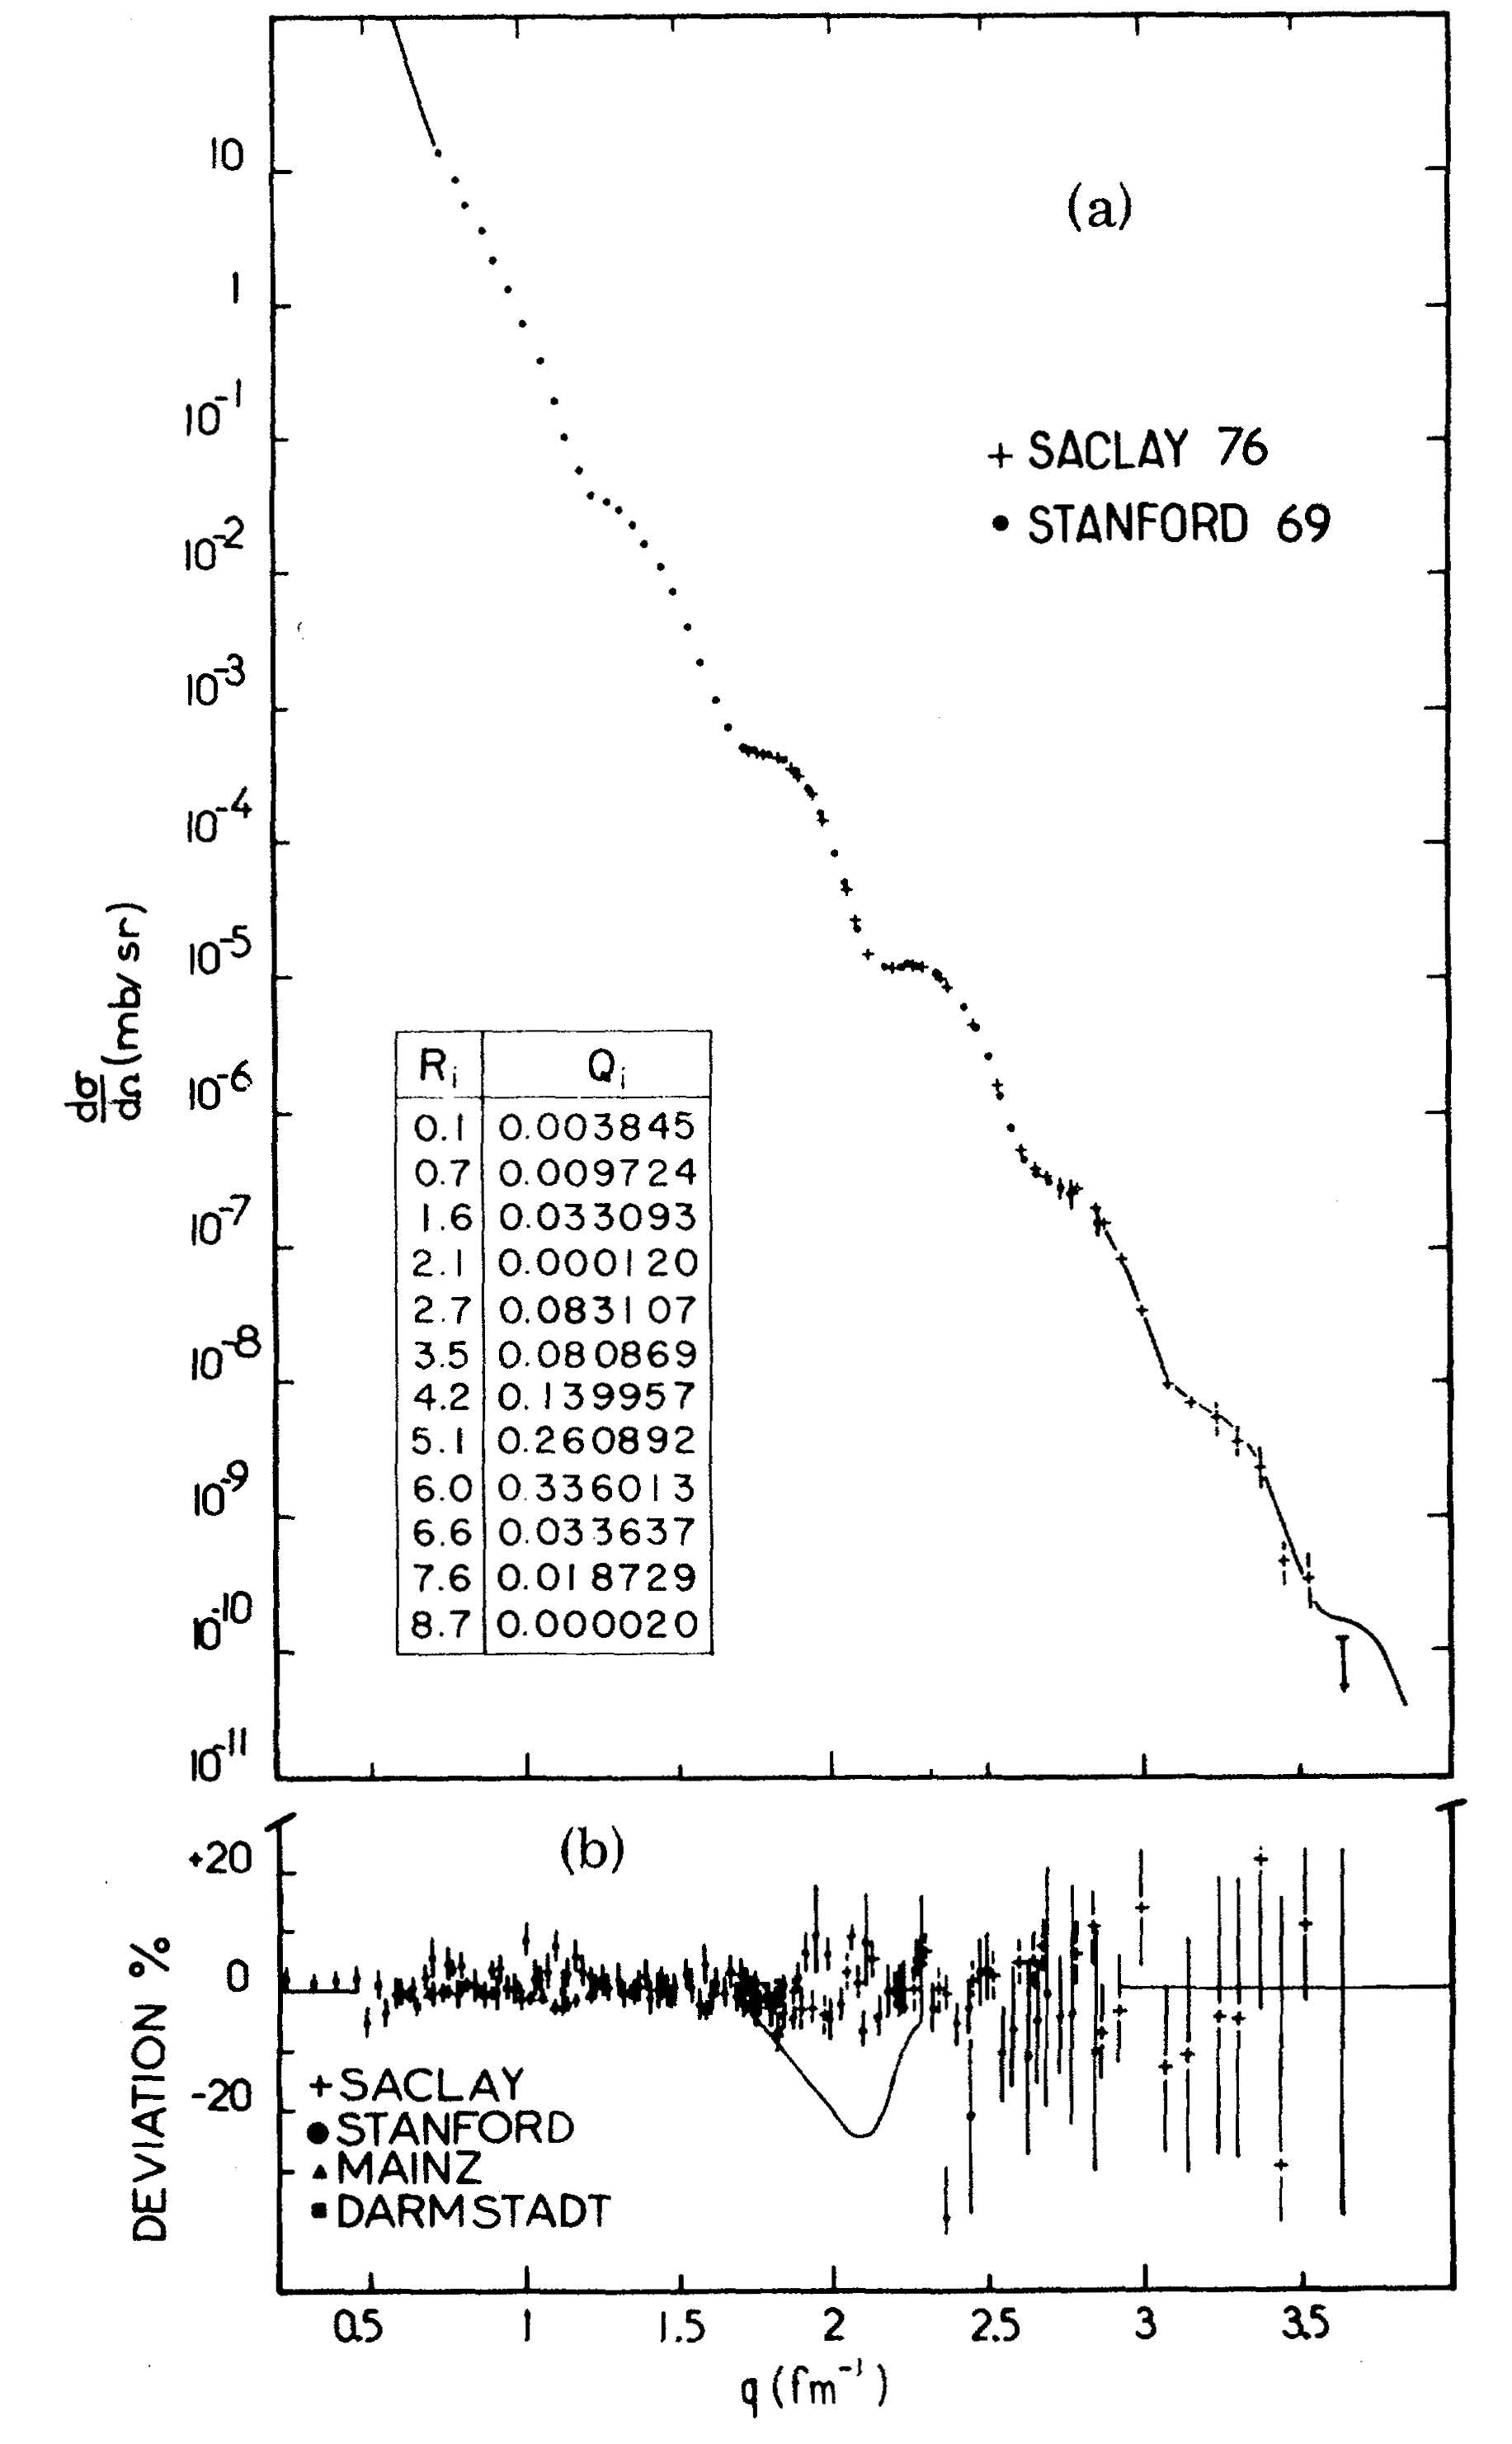 (a)
10
1
10⁻¹
10⁻²
10⁻³
10⁻⁴
10⁻⁵
10⁻⁶
10⁻⁷
10⁻⁸
10⁻⁹
10⁻¹⁰
10⁻¹¹
dσ/dΩ (mb/sr)
+ SACLAY 76
• STANFORD 69
Rᵢ Qᵢ
0.1 0.003845
0.7 0.009724
1.6 0.033093
2.1 0.000120
2.7 0.083107
3.5 0.080869
4.2 0.139957
5.1 0.260892
6.0 0.336013
6.6 0.033637
7.6 0.018729
8.7 0.000020
(b)
+20
0
-20
DEVIATION %
+ SACLAY
● STANFORD
▲ MAINZ
■ DARMSTADT
0.5 1 1.5 2 2.5 3 3.5
q (fm⁻¹)